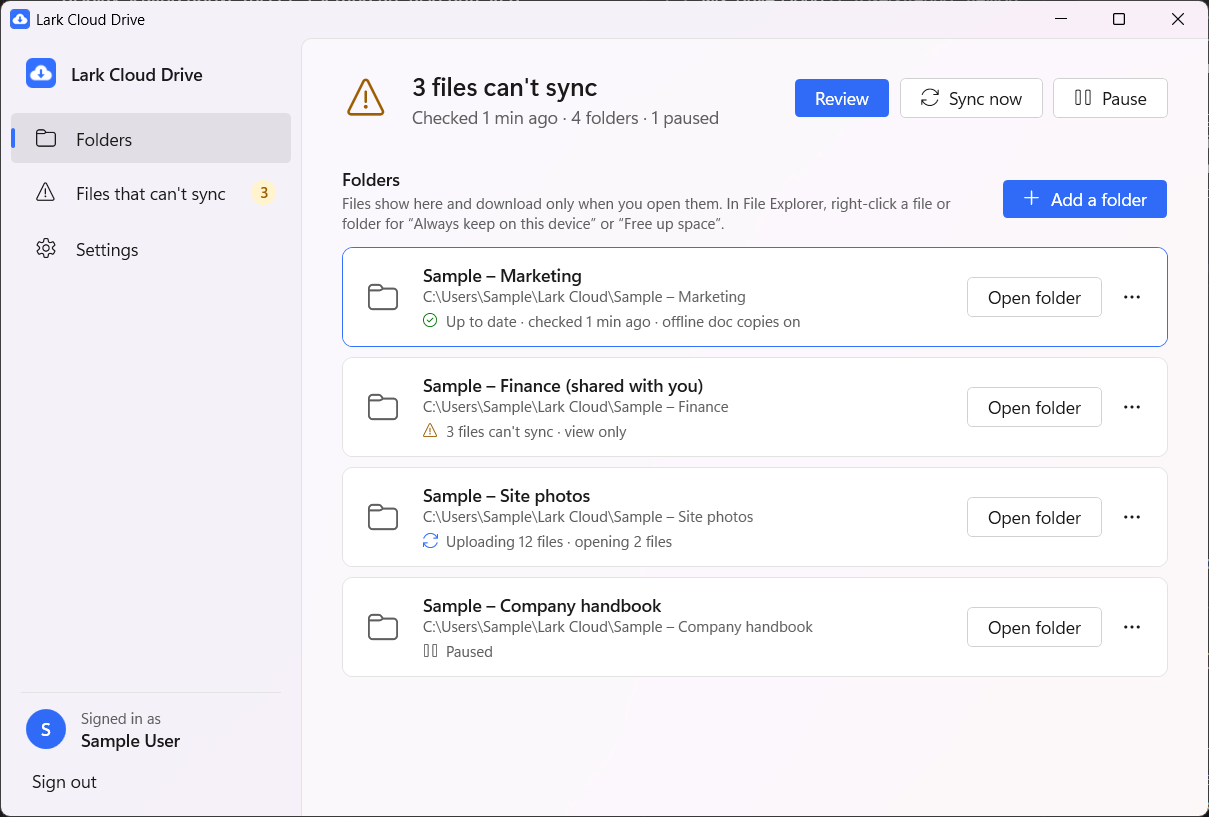 Lark Cloud Drive
Lark Cloud Drive
Folders
Files that can't sync
3
Settings
Signed in as
S
Sample User
Sign out
3 files can't sync
Checked 1 min ago · 4 folders · 1 paused
Review
Sync now
Pause
Folders
Files show here and download only when you open them. In File Explorer, right-click a file or
folder for “Always keep on this device” or “Free up space”.
Add a folder
Sample – Marketing
C:\Users\Sample\Lark Cloud\Sample – Marketing
Up to date · checked 1 min ago · offline doc copies on
Open folder
Sample – Finance (shared with you)
C:\Users\Sample\Lark Cloud\Sample – Finance
3 files can't sync · view only
Open folder
Sample – Site photos
C:\Users\Sample\Lark Cloud\Sample – Site photos
Uploading 12 files · opening 2 files
Open folder
Sample – Company handbook
C:\Users\Sample\Lark Cloud\Sample – Company handbook
Paused
Open folder